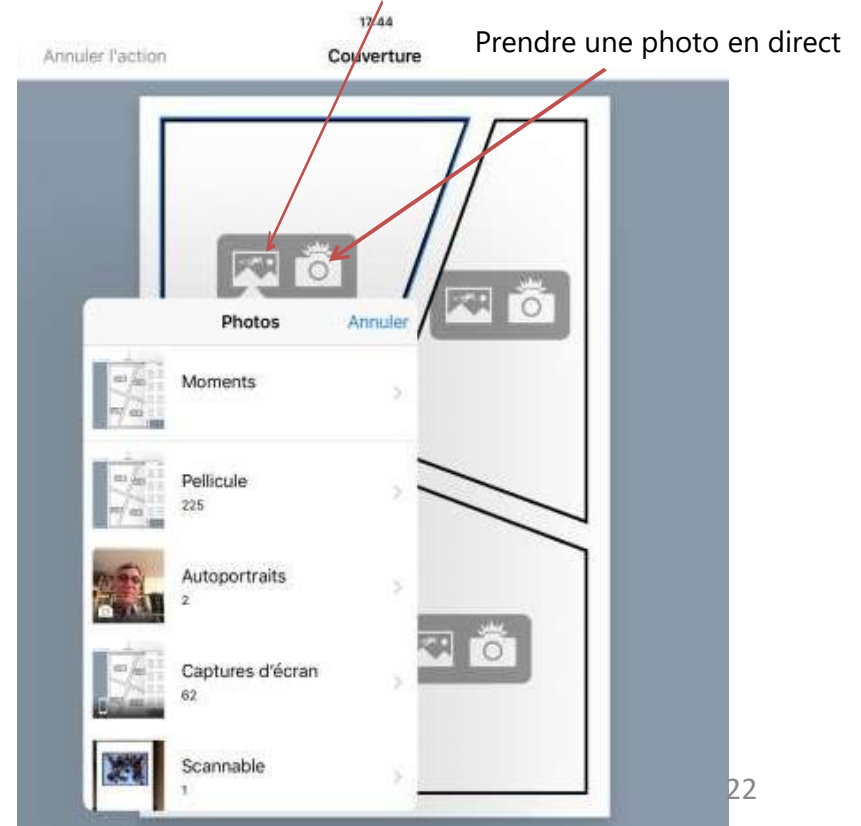 17:44
Prendre une photo en direct
Annuler l'action
Couverture
Photos
Annuler
Moments
Pellicule
225
Autoportraits
2
Captures d'écran
62
Scannable
1
22